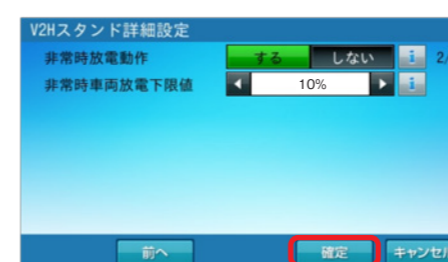 V2Hスタンド詳細設定
非常時放電動作 する しない i 2/
非常時車両放電下限値 ◀ 10% ▶ i
前へ 確定 キャンセル